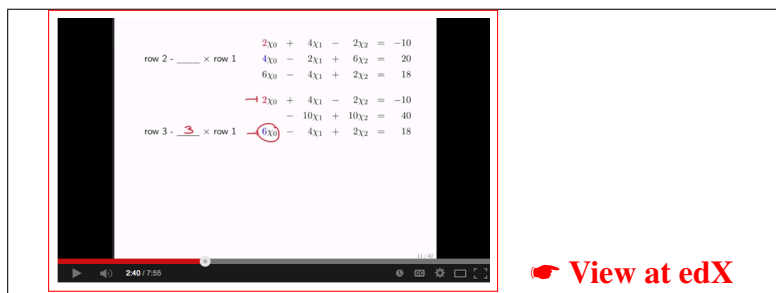 2χ₀ + 4χ₁ − 2χ₂ = −10
row 2 - ____ × row 1 4χ₀ − 2χ₁ + 6χ₂ = 20
6χ₀ − 4χ₁ + 2χ₂ = 18
→ 2χ₀ + 4χ₁ − 2χ₂ = −10
− 10χ₁ + 10χ₂ = 40
row 3 - 3 × row 1 → 6χ₀ − 4χ₁ + 2χ₂ = 18
11 / 42
2:40 / 7:55
CC
☛ View at edX